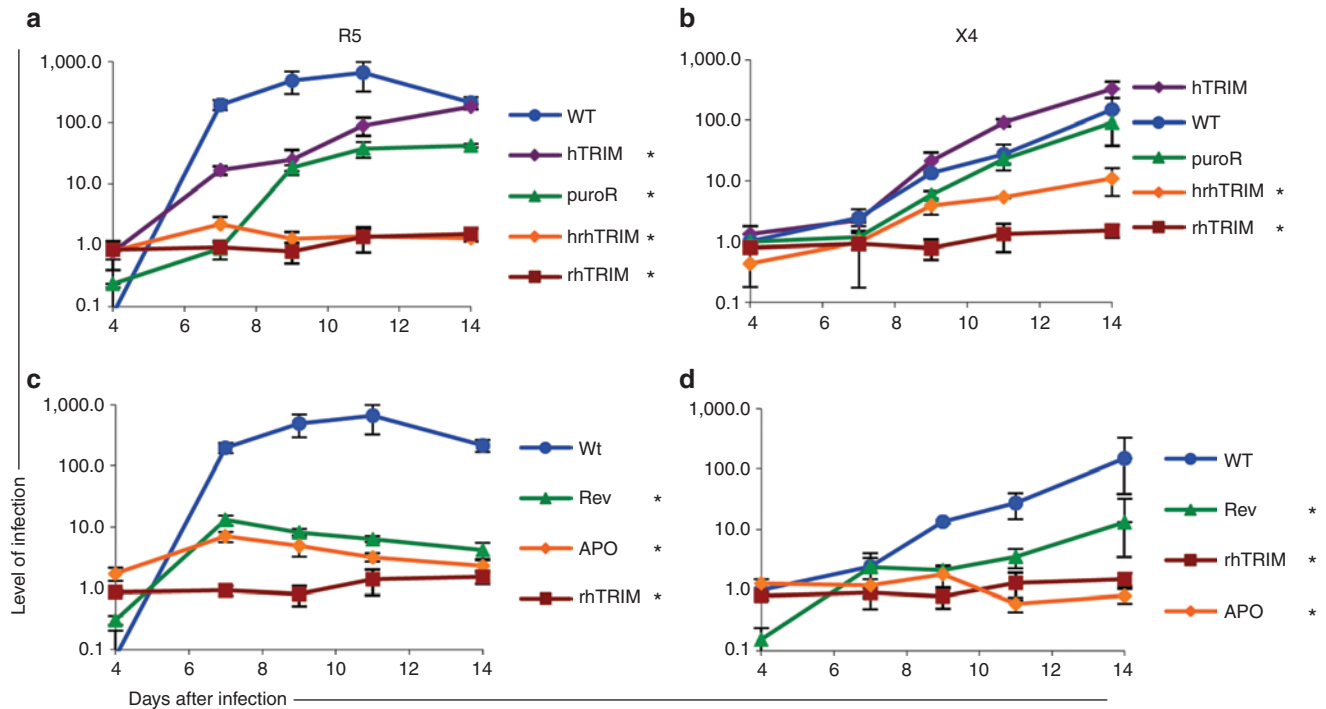 a
R5
1,000.0
100.0
10.0
1.0
0.1
4 6 8 10 12 14
WT
hTRIM *
puroR *
hrhTRIM *
rhTRIM *
b
X4
1,000.0
100.0
10.0
1.0
0.1
4 6 8 10 12 14
hTRIM
WT
puroR
hrhTRIM *
rhTRIM *
c
1,000.0
100.0
10.0
1.0
0.1
4 6 8 10 12 14
Wt
Rev *
APO *
rhTRIM *
d
1,000.0
100.0
10.0
1.0
0.1
4 6 8 10 12 14
WT
Rev *
rhTRIM *
APO *
Level of infection
Days after infection